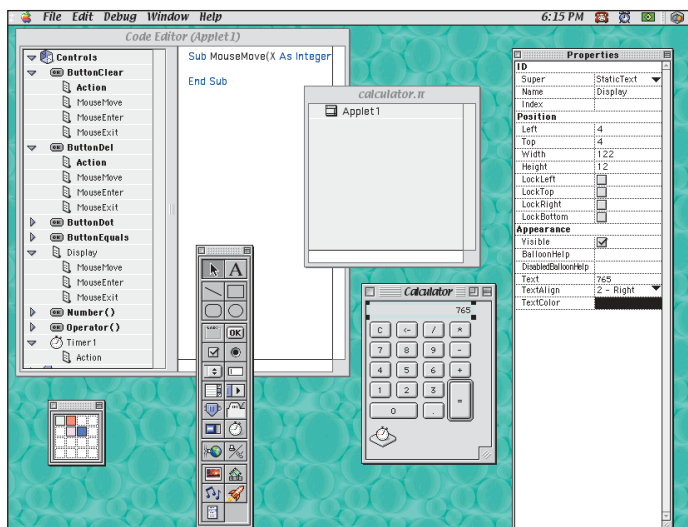 File Edit Debug Window Help 6:15 PM
Code Editor (Applet1)
Controls
ButtonClear
Action
MouseMove
MouseEnter
MouseExit
ButtonDel
Action
MouseMove
MouseEnter
MouseExit
ButtonDot
ButtonEquals
Display
MouseMove
MouseEnter
MouseExit
Number()
Operator()
Timer1
Action
Sub MouseMove(X As Integer
End Sub
calculator.π
Applet1
A
OK
Calculator
765
C <- / *
7 8 9 -
4 5 6 +
1 2 3 =
0 .
Properties
ID
Super StaticText
Name Display
Index
Position
Left 4
Top 4
Width 122
Height 12
LockLeft
LockTop
LockRight
LockBottom
Appearance
Visible
BalloonHelp
DisabledBalloonHelp
Text 765
TextAlign 2 - Right
TextColor